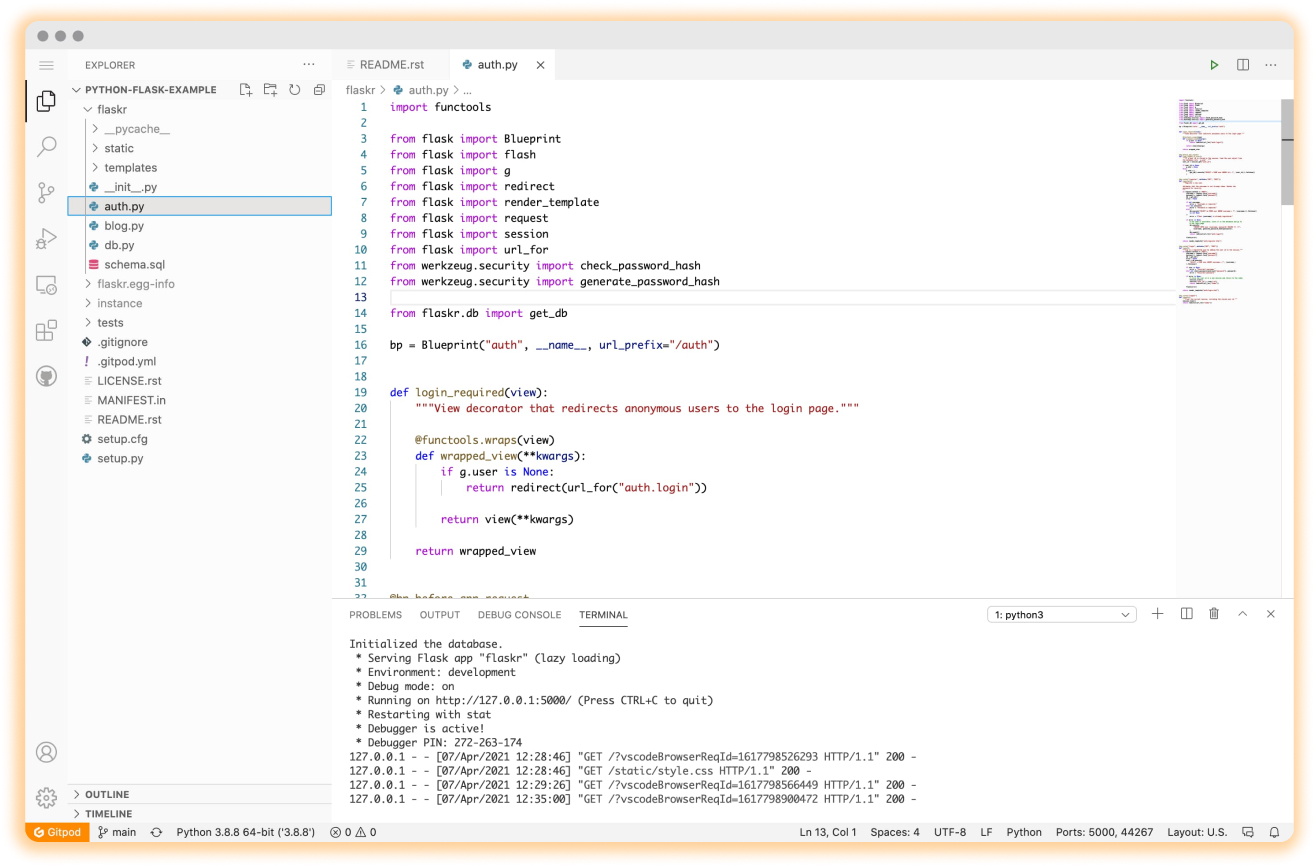 EXPLORER
PYTHON-FLASK-EXAMPLE
flaskr
__pycache__
static
templates
__init__.py
auth.py
blog.py
db.py
schema.sql
flaskr.egg-info
instance
tests
.gitignore
.gitpod.yml
LICENSE.rst
MANIFEST.in
README.rst
setup.cfg
setup.py
OUTLINE
TIMELINE
README.rst
auth.py
flaskr > auth.py > ...
1 import functools
2
3 from flask import Blueprint
4 from flask import flash
5 from flask import g
6 from flask import redirect
7 from flask import render_template
8 from flask import request
9 from flask import session
10 from flask import url_for
11 from werkzeug.security import check_password_hash
12 from werkzeug.security import generate_password_hash
13
14 from flaskr.db import get_db
15
16 bp = Blueprint("auth", __name__, url_prefix="/auth")
17
18
19 def login_required(view):
20 """View decorator that redirects anonymous users to the login page."""
21
22 @functools.wraps(view)
23 def wrapped_view(**kwargs):
24 if g.user is None:
25 return redirect(url_for("auth.login"))
26
27 return view(**kwargs)
28
29 return wrapped_view
30
31
32 @bp.before_app_request
PROBLEMS OUTPUT DEBUG CONSOLE TERMINAL 1: python3
Initialized the database.
* Serving Flask app "flaskr" (lazy loading)
* Environment: development
* Debug mode: on
* Running on http://127.0.0.1:5000/ (Press CTRL+C to quit)
* Restarting with stat
* Debugger is active!
* Debugger PIN: 272-263-174
127.0.0.1 - - [07/Apr/2021 12:28:46] "GET /?vscodeBrowserReqId=1617798526293 HTTP/1.1" 200 -
127.0.0.1 - - [07/Apr/2021 12:28:46] "GET /static/style.css HTTP/1.1" 200 -
127.0.0.1 - - [07/Apr/2021 12:29:26] "GET /?vscodeBrowserReqId=1617798566449 HTTP/1.1" 200 -
127.0.0.1 - - [07/Apr/2021 12:35:00] "GET /?vscodeBrowserReqId=1617798900472 HTTP/1.1" 200 -
Gitpod main Python 3.8.8 64-bit ('3.8.8') 0 0 Ln 13, Col 1 Spaces: 4 UTF-8 LF Python Ports: 5000, 44267 Layout: U.S.